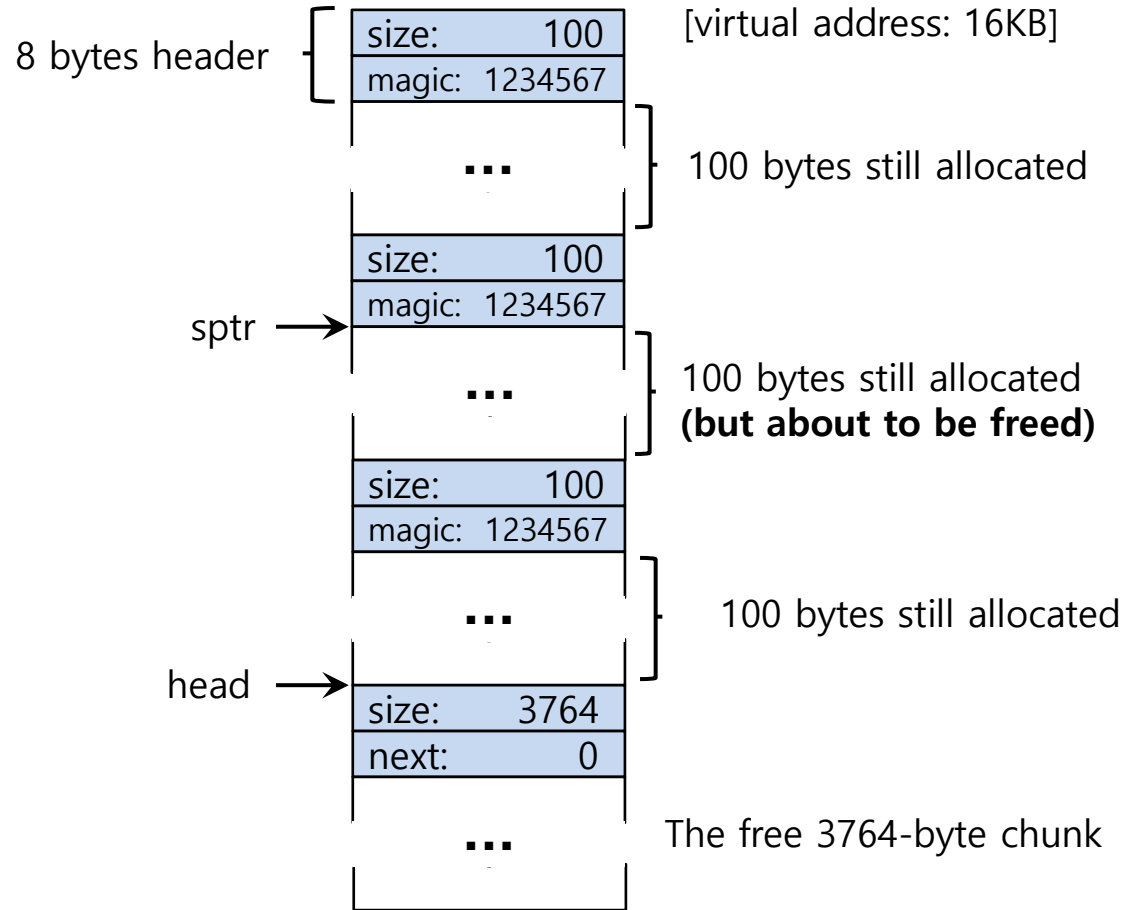 [virtual address: 16KB]
size: 100
8 bytes header
magic: 1234567
...
100 bytes still allocated
size: 100
magic: 1234567
sptr
...
100 bytes still allocated
(but about to be freed)
size: 100
magic: 1234567
...
100 bytes still allocated
head
size: 3764
next: 0
...
The free 3764-byte chunk